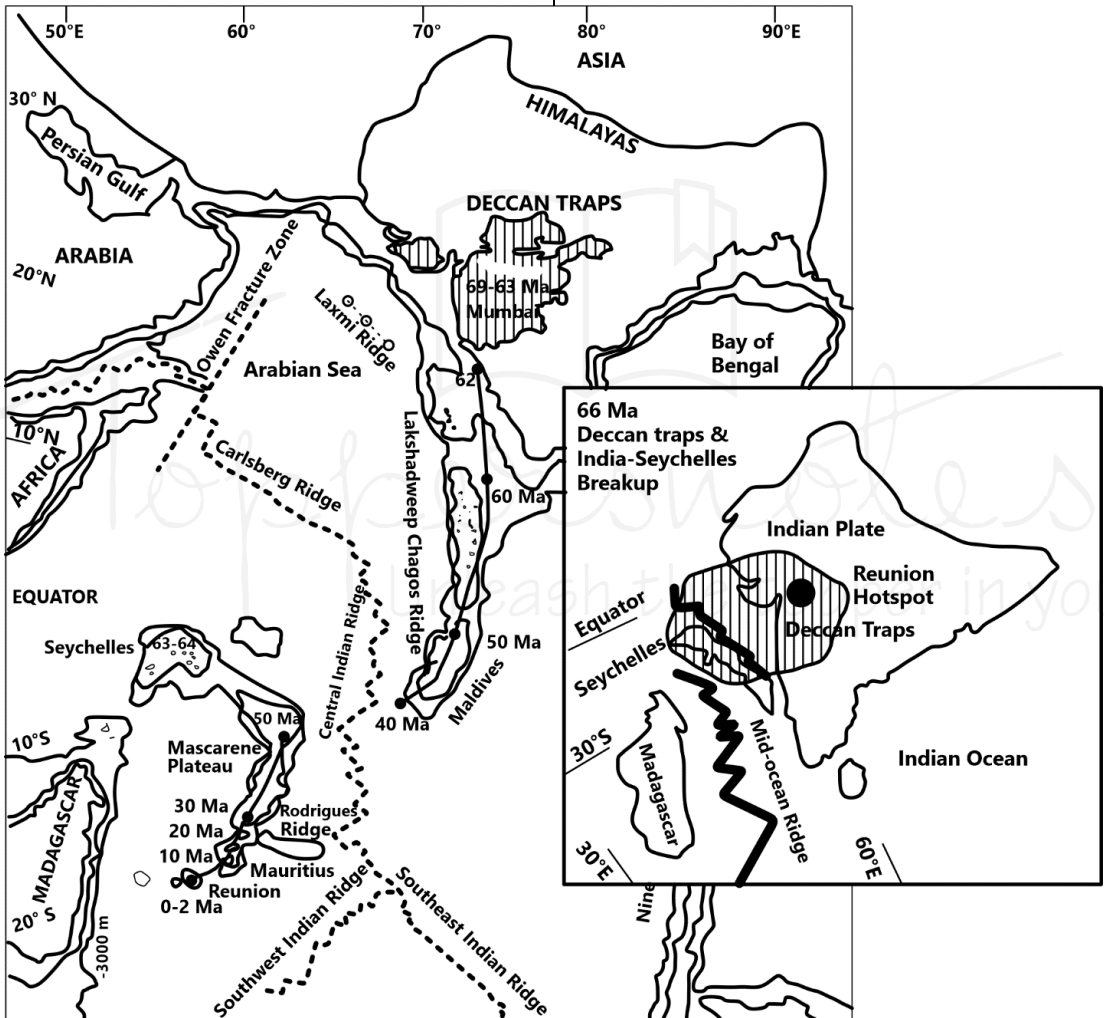 50°E
60°
70°
80°
90°E
ASIA
30° N
HIMALAYAS
Persian Gulf
DECCAN TRAPS
ARABIA
20°N
Owen Fracture Zone
69-63 Ma
Mumbai
Laxmi Ridge
Bay of
Bengal
Arabian Sea
62
10°N
AFRICA
Carlsberg Ridge
Lakshadweep Chagos Ridge
60 Ma
66 Ma
Deccan traps &
India-Seychelles
Breakup
Indian Plate
Reunion
Hotspot
Deccan Traps
Equator
Seychelles
30°S
Madagascar
Mid-ocean Ridge
Indian Ocean
30°E
60°E
EQUATOR
Seychelles
63-64
Central Indian Ridge
50 Ma
Maldives
40 Ma
50 Ma
10°S
Mascarene
Plateau
MADAGASCAR
30 Ma
20 Ma
10 Ma
Rodrigues
Ridge
Mauritius
Reunion
0-2 Ma
20° S
-3000 m
Southwest Indian Ridge
Southeast Indian Ridge
Nine